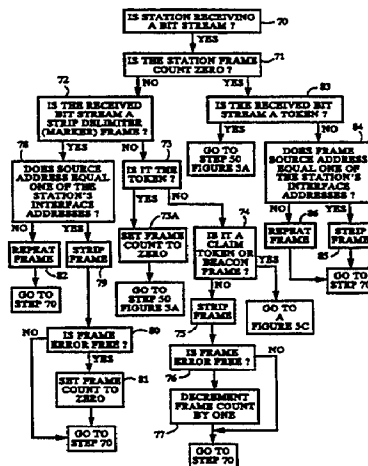 IS STATION RECEIVING
A BIT STREAM ?
70
YES
71
IS THE STATION FRAME
COUNT ZERO ?
NO
YES
72
IS THE RECEIVED
BIT STREAM A
STRIP DELIMITER
(MARKER) FRAME ?
83
IS THE RECEIVED BIT
STREAM A TOKEN ?
YES
NO
YES
NO
78
DOES SOURCE
ADDRESS EQUAL
ONE OF THE
STATION'S
INTERFACE
ADDRESSES ?
73
IS IT THE
TOKEN ?
GO TO
STEP 50
FIGURE 3A
84
DOES FRAME
SOURCE ADDRESS
EQUAL ONE OF
THE STATION'S
INTERFACE
ADDRESSES ?
YES
NO
73A
SET FRAME
COUNT TO
ZERO
74
IS IT A
CLAIM
TOKEN OR
BEACON
FRAME ?
NO
YES
86
NO
YES
REPEAT
FRAME
STRIP
FRAME
85
REPEAT
FRAME
82
STRIP
FRAME
79
GO TO
STEP 70
GO TO
STEP 70
GO TO
STEP 50
FIGURE 3A
NO
YES
STRIP
FRAME
75
GO TO
A
FIGURE 3C
NO
80
IS FRAME
ERROR FREE ?
YES
81
SET FRAME
COUNT TO
ZERO
GO TO
STEP 70
IS FRAME
ERROR FREE ?
76
NO
YES
DECREMENT
FRAME COUNT
BY ONE
77
GO TO
STEP 70